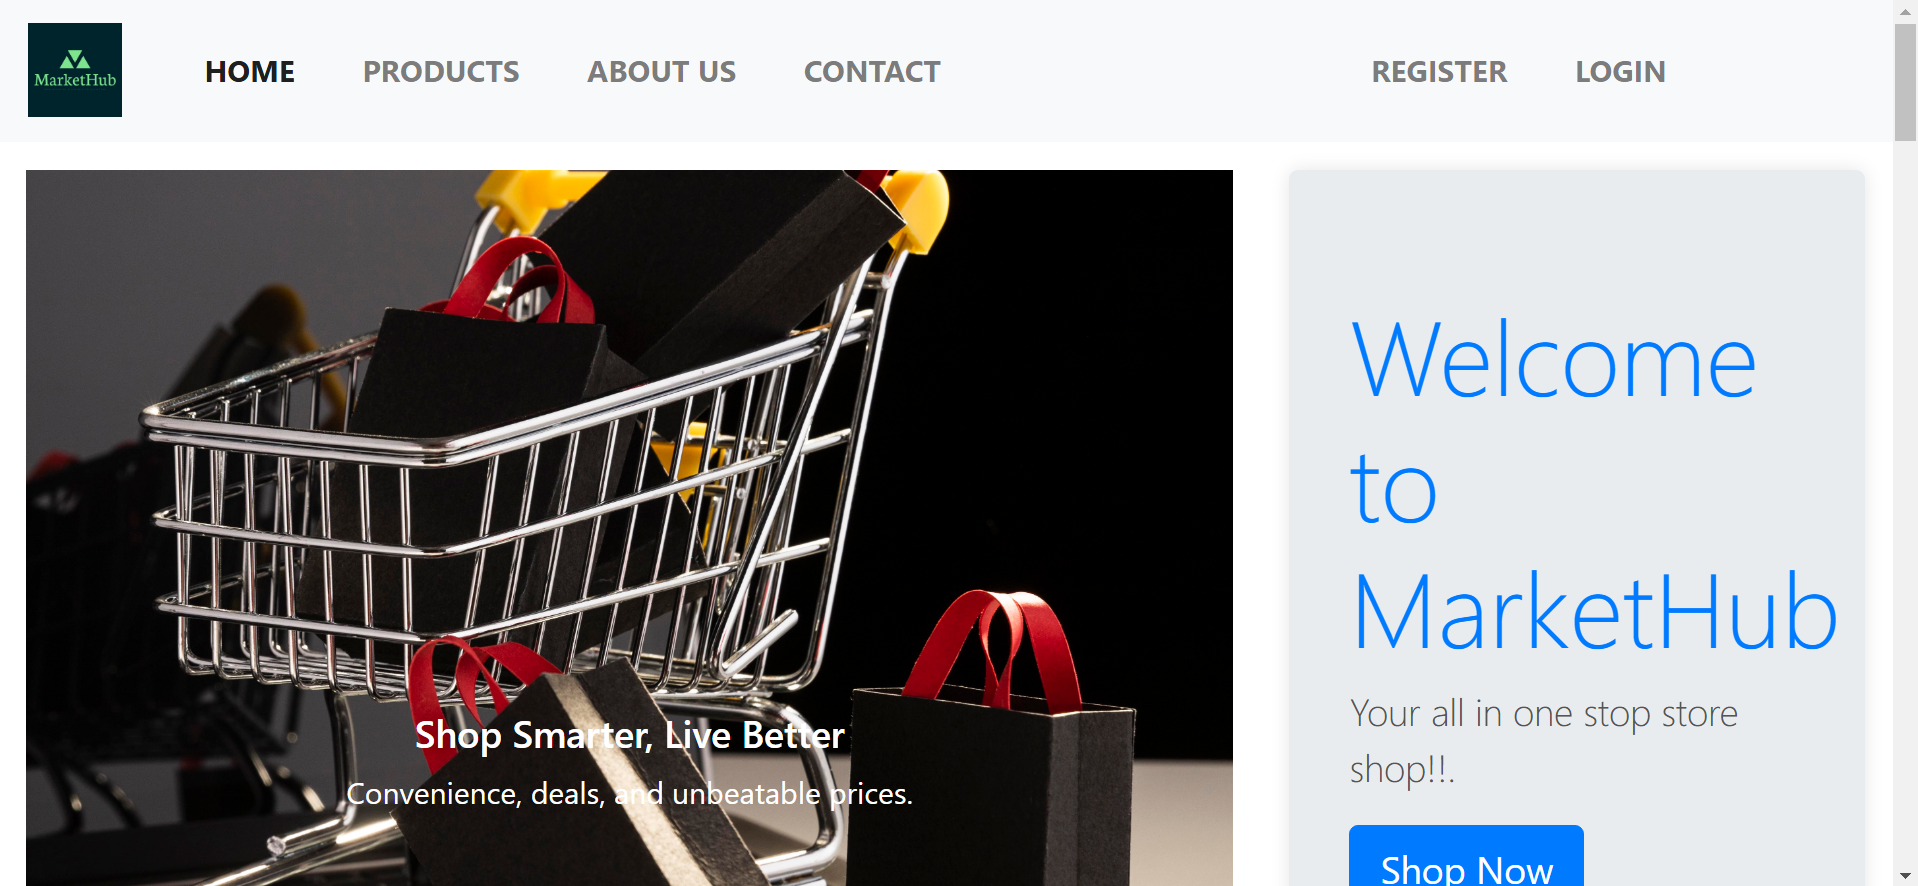 MarketHub
HOME
PRODUCTS
ABOUT US
CONTACT
REGISTER
LOGIN
Shop Smarter, Live Better
Convenience, deals, and unbeatable prices.
Welcome
to
MarketHub
Your all in one stop store
shop!!.
Shop Now